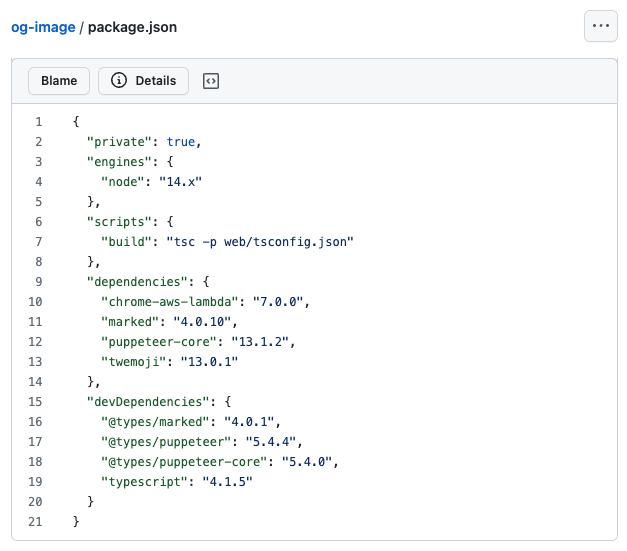 og-image / package.json
Blame Details
1 {
2 "private": true,
3 "engines": {
4 "node": "14.x"
5 },
6 "scripts": {
7 "build": "tsc -p web/tsconfig.json"
8 },
9 "dependencies": {
10 "chrome-aws-lambda": "7.0.0",
11 "marked": "4.0.10",
12 "puppeteer-core": "13.1.2",
13 "twemoji": "13.0.1"
14 },
15 "devDependencies": {
16 "@types/marked": "4.0.1",
17 "@types/puppeteer": "5.4.4",
18 "@types/puppeteer-core": "5.4.0",
19 "typescript": "4.1.5"
20 }
21 }